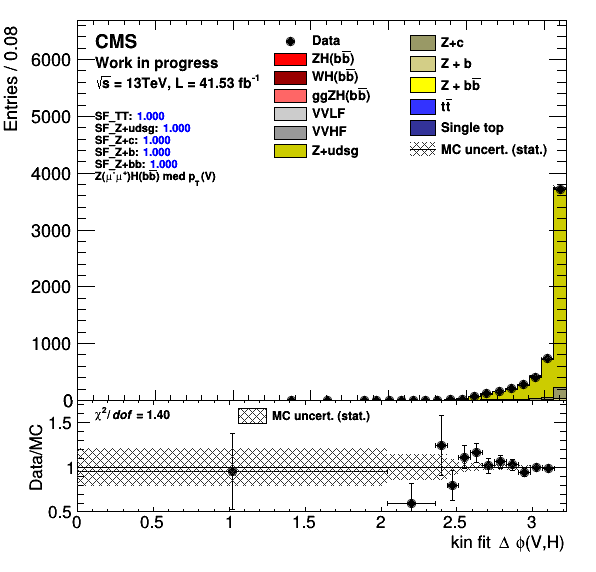 CMS
Work in progress
√s = 13TeV, L = 41.53 fb⁻¹
SF_TT: 1.000
SF_Z+udsg: 1.000
SF_Z+c: 1.000
SF_Z+b: 1.000
SF_Z+bb: 1.000
Z(μ⁻μ⁺)H(bb̅) med p_T(V)
Data
ZH(bb̅)
WH(bb̅)
ggZH(bb̅)
VVLF
VVHF
Z+udsg
Z+c
Z + b
Z + bb̅
tt̅
Single top
MC uncert. (stat.)
Entries / 0.08
6000
5000
4000
3000
2000
1000
0
χ²/dof = 1.40
MC uncert. (stat.)
Data/MC
1.5
1
0.5
0 0.5 1 1.5 2 2.5 3
kin fit Δ φ(V,H)